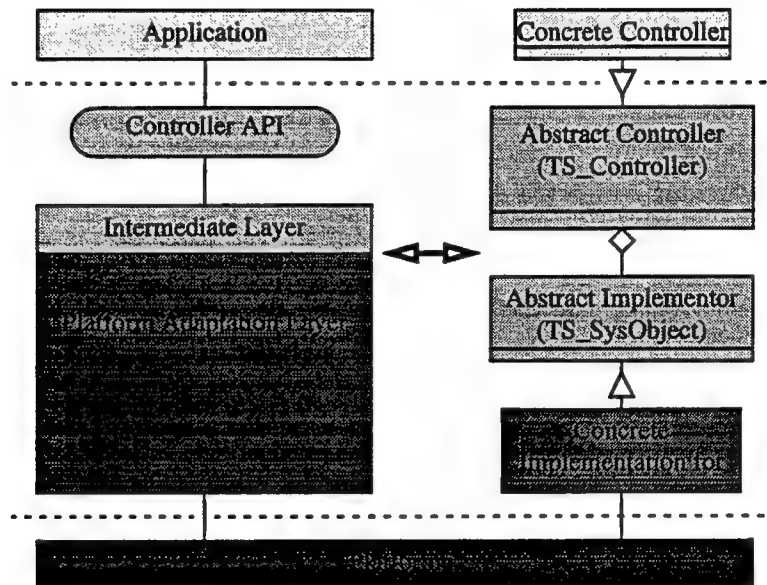 Application
Concrete Controller
Controller API
Abstract Controller
(TS_Controller)
Intermediate Layer
Platform Adaptation Layer
Abstract Implementor
(TS_SysObject)
Concrete
Implementation for